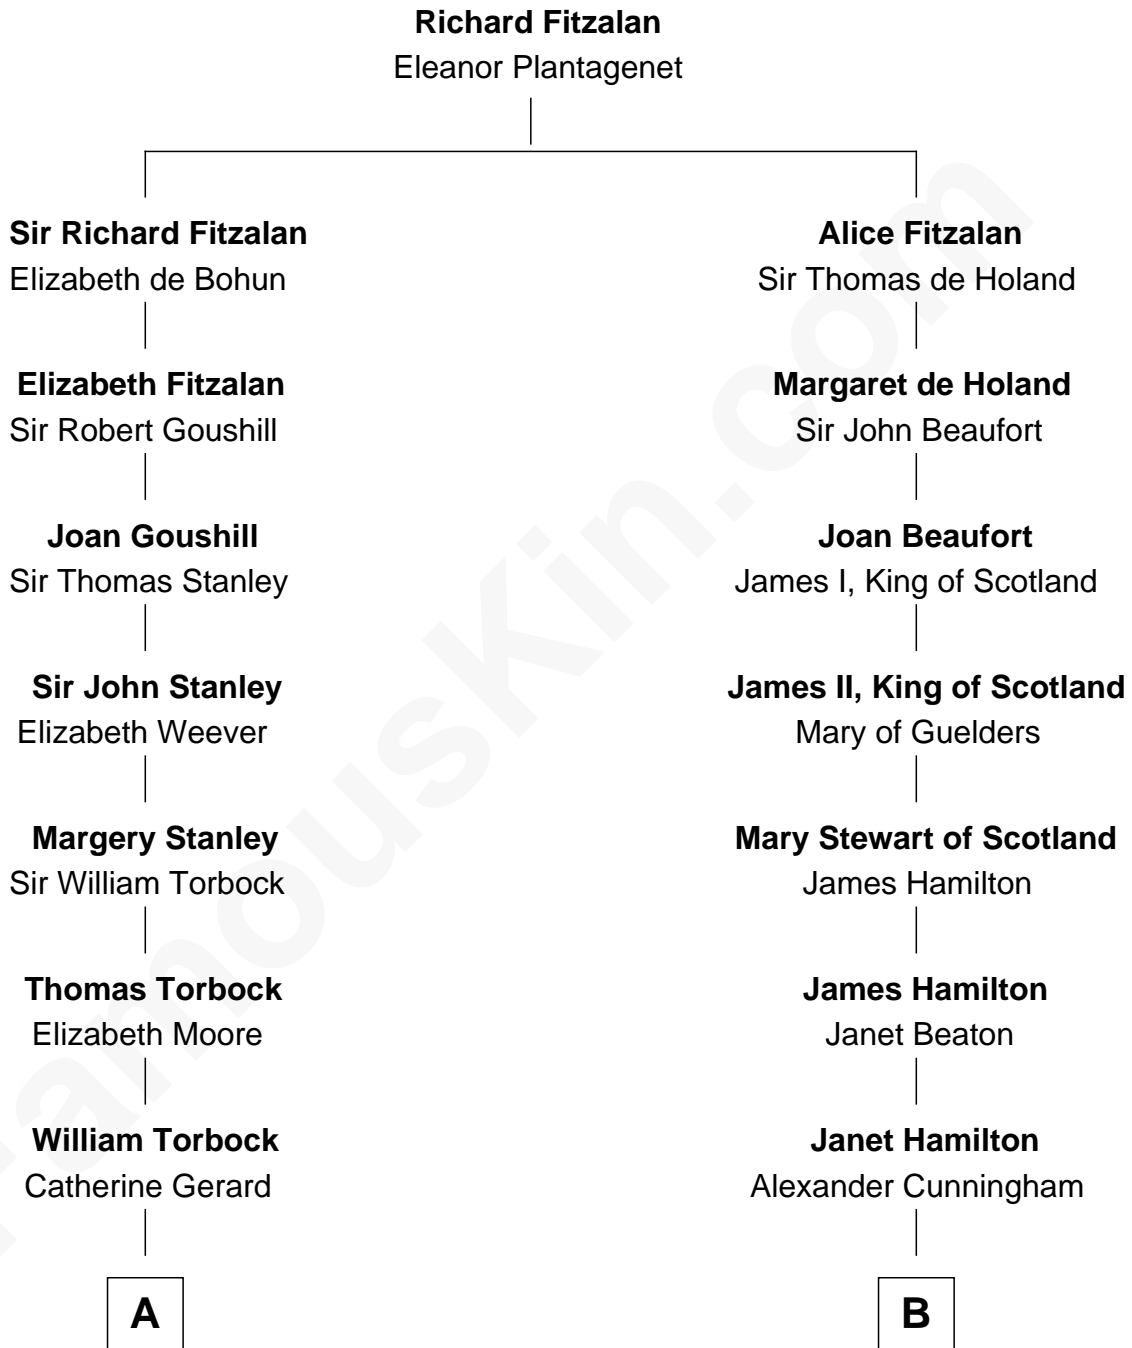 Richard Fitzalan
Eleanor Plantagenet
Sir Richard Fitzalan
Elizabeth de Bohun
Elizabeth Fitzalan
Sir Robert Goushill
Joan Goushill
Sir Thomas Stanley
Sir John Stanley
Elizabeth Weever
Margery Stanley
Sir William Torbock
Thomas Torbock
Elizabeth Moore
William Torbock
Catherine Gerard
A
Alice Fitzalan
Sir Thomas de Holand
Margaret de Holand
Sir John Beaufort
Joan Beaufort
James I, King of Scotland
James II, King of Scotland
Mary of Guelders
Mary Stewart of Scotland
James Hamilton
James Hamilton
Janet Beaton
Janet Hamilton
Alexander Cunningham
B
FamousKin.com